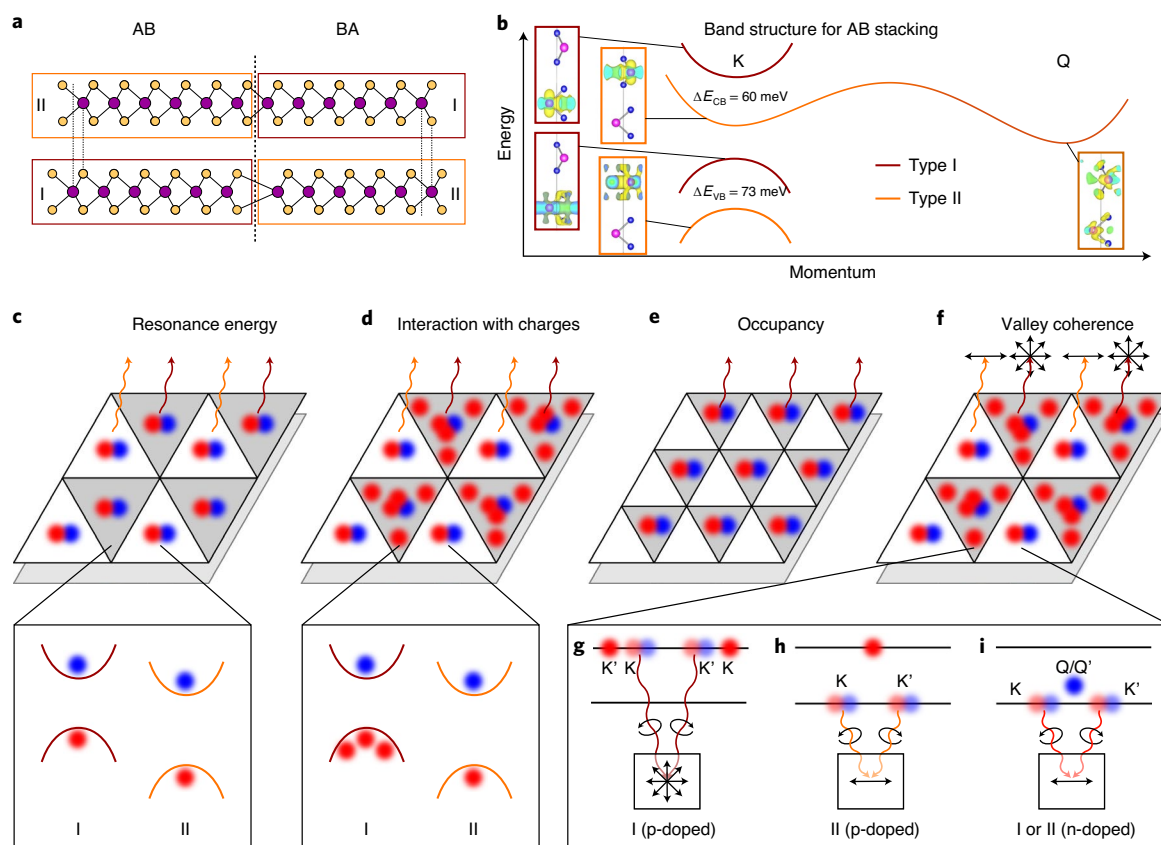 a
AB
BA
II
I
I
II
b
Band structure for AB stacking
K
Q
ΔE_CB = 60 meV
ΔE_VB = 73 meV
Energy
Type I
Type II
Momentum
c
Resonance energy
d
Interaction with charges
e
Occupancy
f
Valley coherence
I
II
I
II
g
K' K
K' K
I (p-doped)
h
K
K'
II (p-doped)
i
Q/Q'
K
K'
I or II (n-doped)